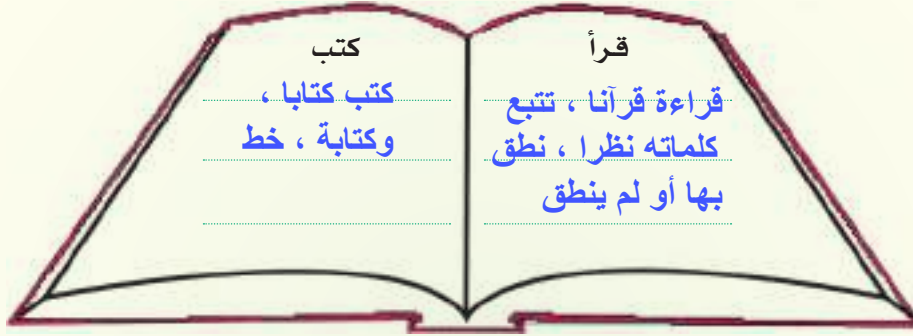 قرأ
قراءة قرآنا ، تتبع
كلماته نظرا ، نطق
بها أو لم ينطق
كتب
كتب كتابا ،
وكتابة ، خط